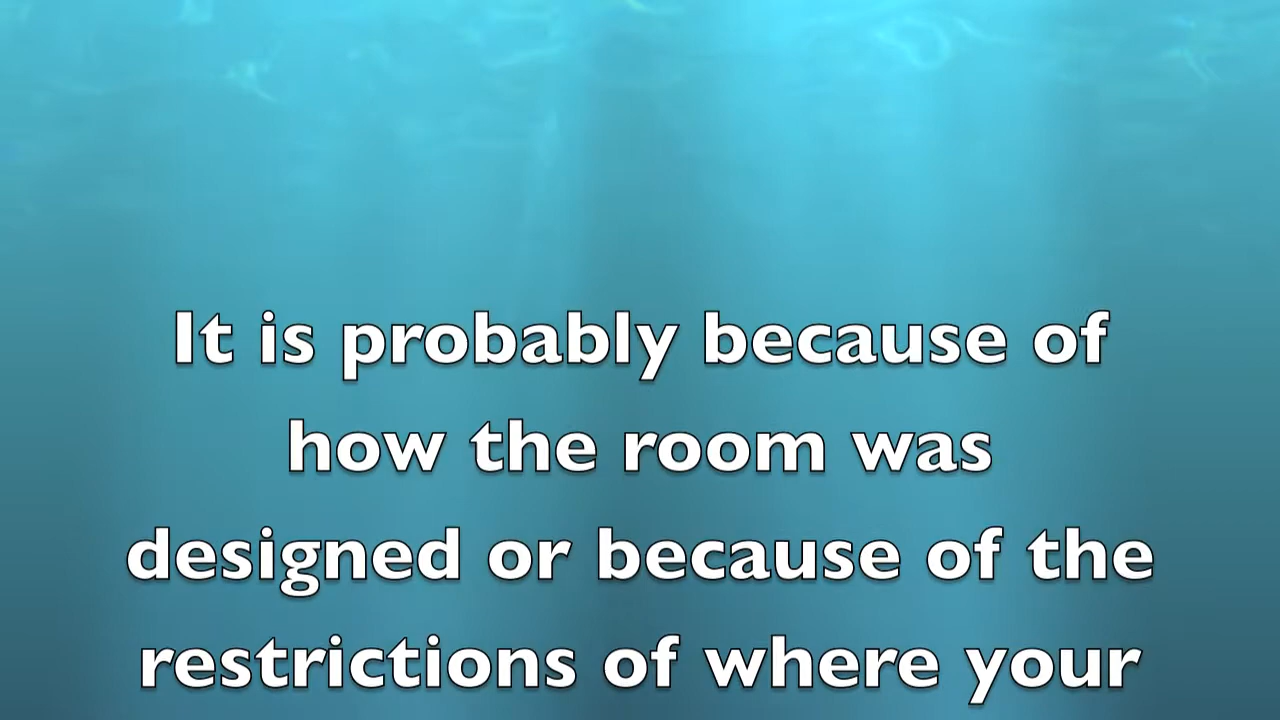 It is probably because of
how the room was
designed or because of the
restrictions of where your